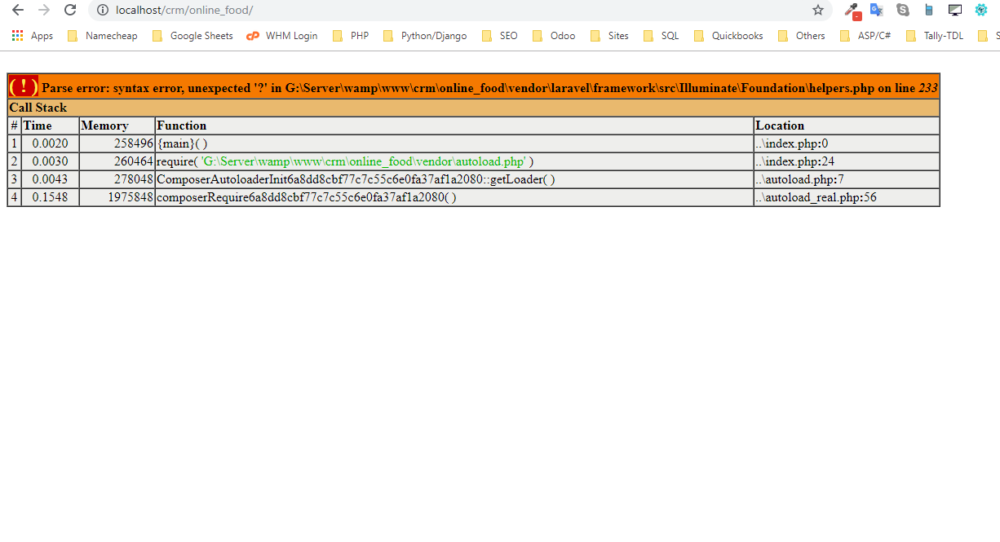 localhost/crm/online_food/
Apps Namecheap Google Sheets cP WHM Login PHP Python/Django SEO Odoo Sites SQL Quickbooks Others ASP/C# Tally-TDL S
( ! ) Parse error: syntax error, unexpected '?' in G:\Server\wamp\www\crm\online_food\vendor\laravel\framework\src\Illuminate\Foundation\helpers.php on line 233
Call Stack
# Time Memory Function Location
1 0.0020 258496 {main}( ) ..\index.php:0
2 0.0030 260464 require( 'G:\Server\wamp\www\crm\online_food\vendor\autoload.php' ) ..\index.php:24
3 0.0043 278048 ComposerAutoloaderInit6a8dd8cbf77c7c55c6e0fa37af1a2080::getLoader( ) ..\autoload.php:7
4 0.1548 1975848 composerRequire6a8dd8cbf77c7c55c6e0fa37af1a2080( ) ..\autoload_real.php:56